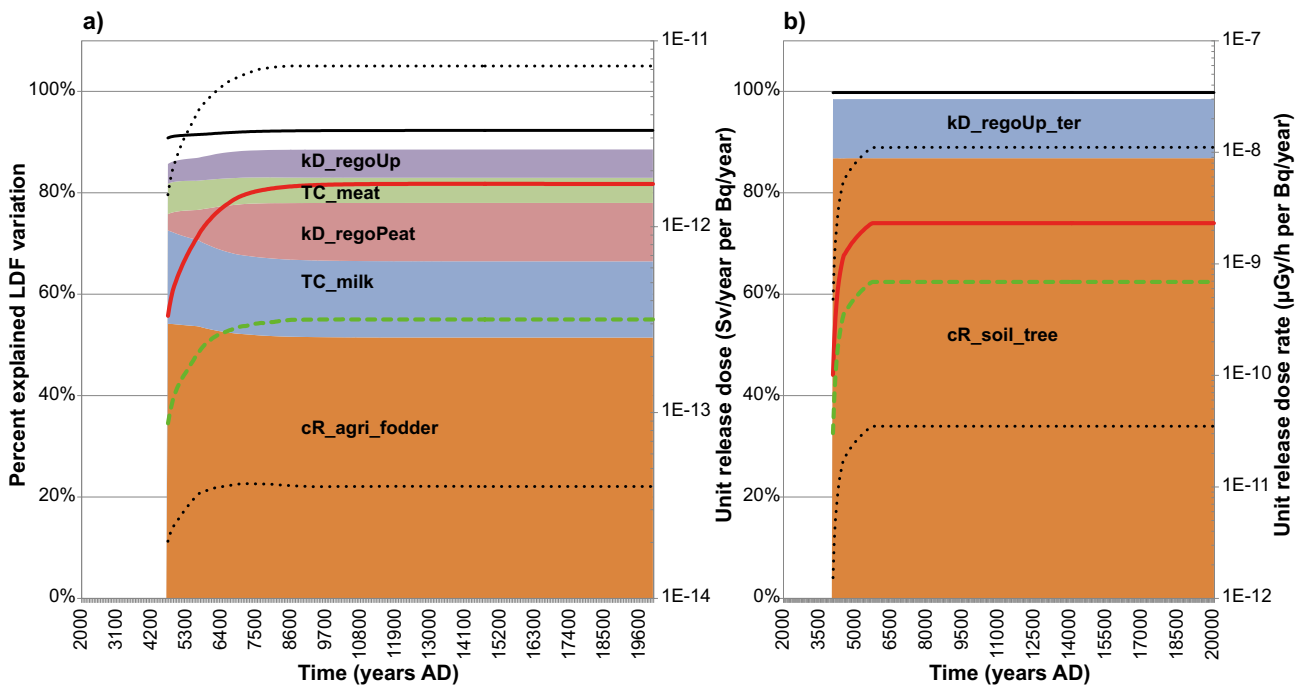 a)
Percent explained LDF variation
100%
80%
60%
40%
20%
0%
kD_regoUp
TC_meat
kD_regoPeat
TC_milk
cR_agri_fodder
1E-11
1E-12
1E-13
1E-14
Unit release dose (Sv/year per Bq/year)
2000 3100 4200 5300 6400 7500 8600 9700 10800 11900 13000 14100 15200 16300 17400 18500 19600
Time (years AD)
b)
100%
80%
60%
40%
20%
0%
kD_regoUp_ter
cR_soil_tree
1E-7
1E-8
1E-9
1E-10
1E-11
1E-12
Unit release dose rate (µGy/h per Bq/year)
2000 3500 5000 6500 8000 9500 11000 12500 14000 15500 17000 18500 20000
Time (years AD)